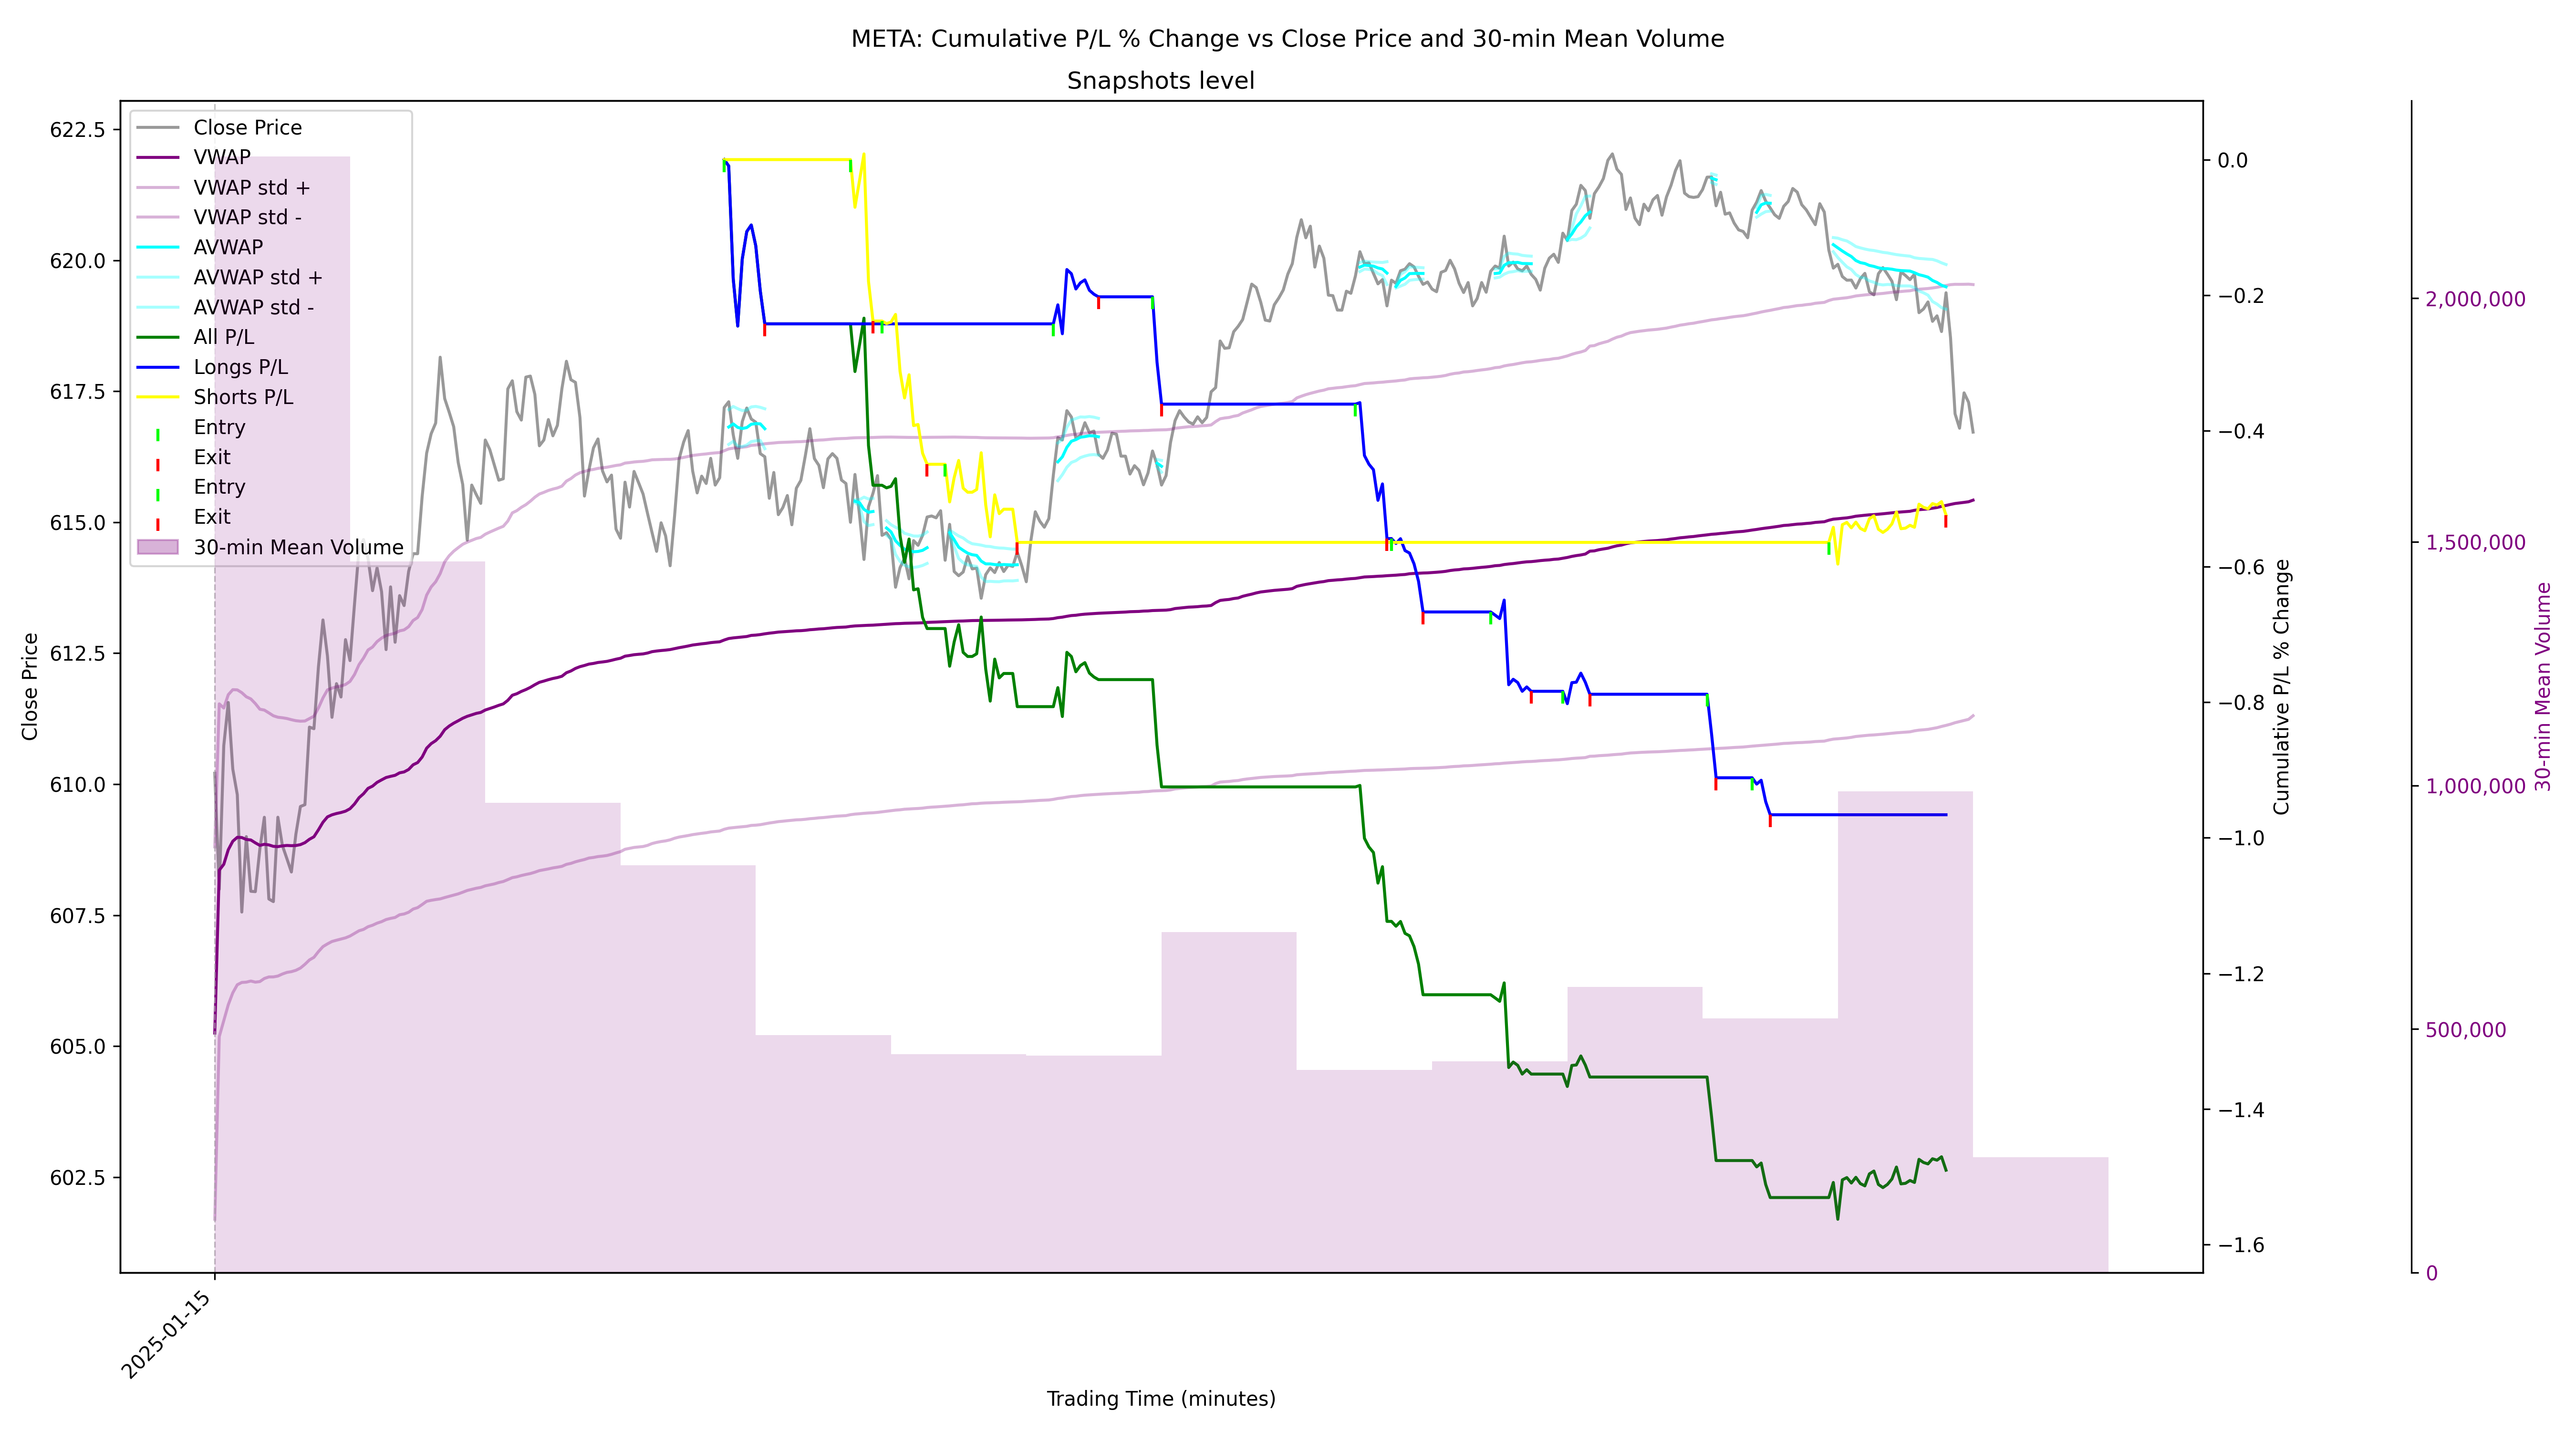 META: Cumulative P/L % Change vs Close Price and 30-min Mean Volume
Snapshots level
Close Price
VWAP
VWAP std +
VWAP std -
AVWAP
AVWAP std +
AVWAP std -
All P/L
Longs P/L
Shorts P/L
Entry
Exit
Entry
Exit
30-min Mean Volume
622.5
620.0
617.5
615.0
612.5
610.0
607.5
605.0
602.5
Close Price
0.0
−0.2
−0.4
−0.6
−0.8
−1.0
−1.2
−1.4
−1.6
Cumulative P/L % Change
2,000,000
1,500,000
1,000,000
500,000
0
30-min Mean Volume
2025-01-15
Trading Time (minutes)